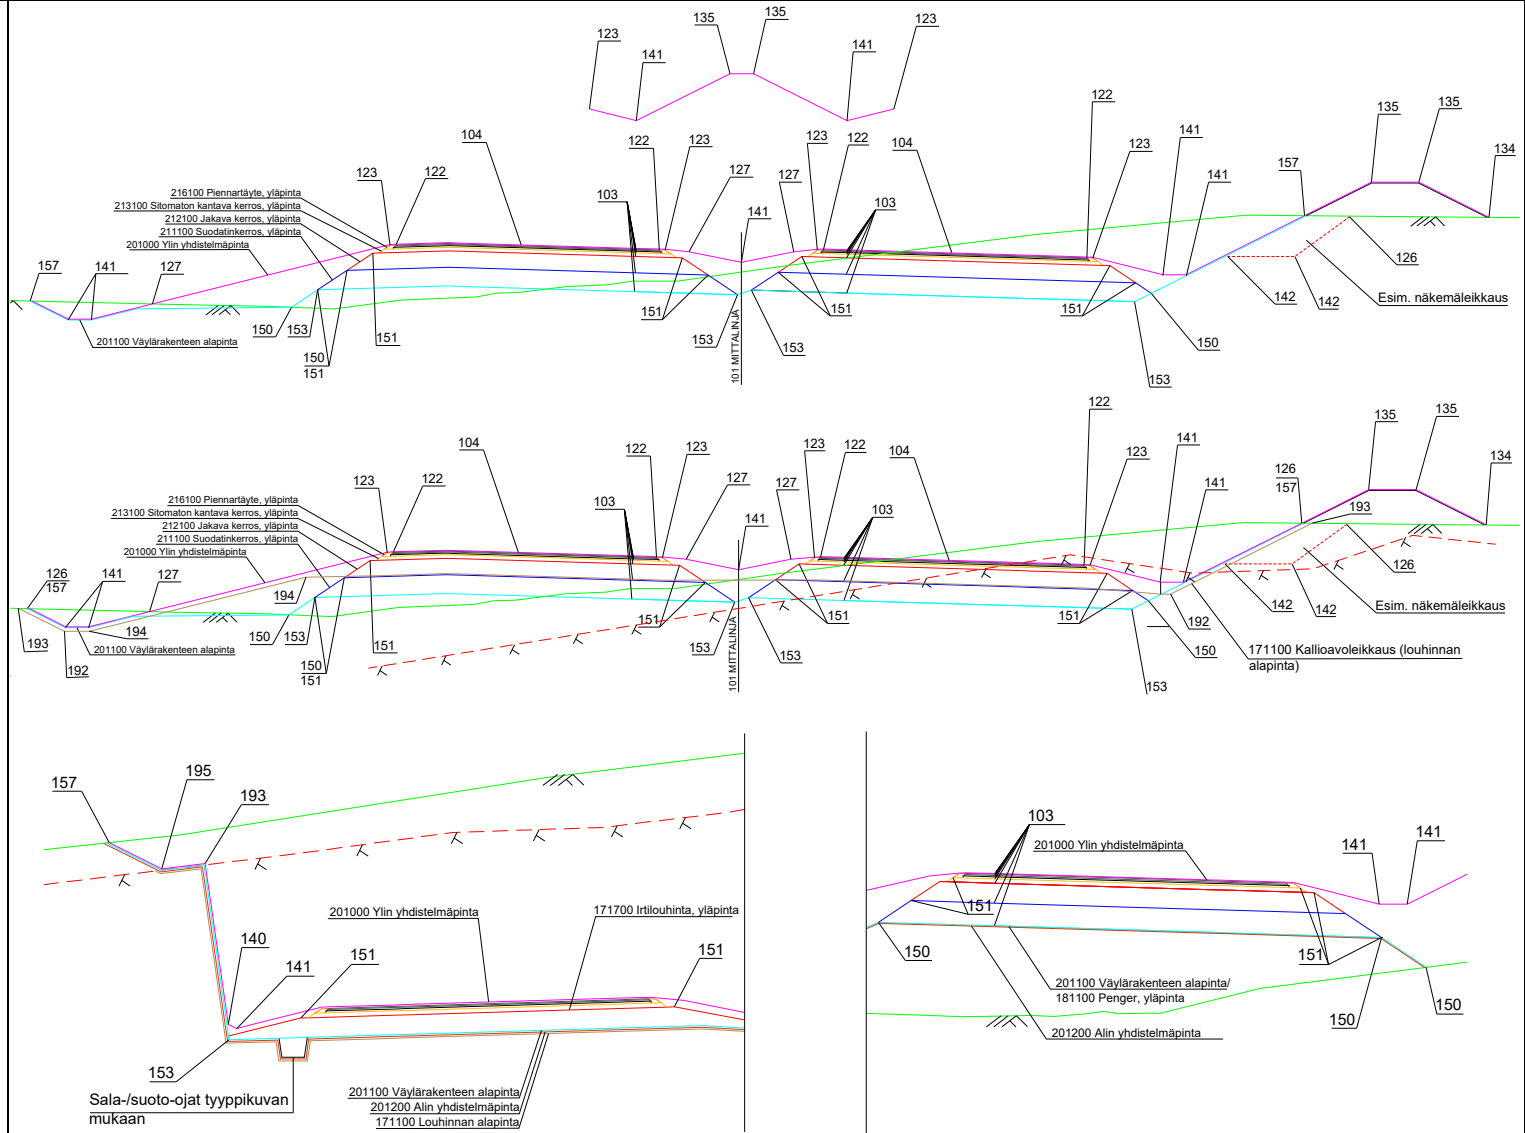 135 135 123
123 141 141
122 135 135
104 122 123 123 122 104 141 134
123 122 127 127 123 141 157
216100 Piennartäyte, yläpinta
213100 Sitomaton kantava kerros, yläpinta
212100 Jakava kerros, yläpinta
211100 Suodatinkerros, yläpinta
201000 Ylin yhdistelmäpinta
103 141 103
157 141 127
126
142 142
Esim. näkemäleikkaus
150 153 151 151 151 151 150
201100 Väylärakenteen alapinta
150
151
153 153 153
101 MITTALINJA
122 135 135
104 122 123 123 122 104 141 134
123 122 127 127 123 141 126
157
193
216100 Piennartäyte, yläpinta
213100 Sitomaton kantava kerros, yläpinta
212100 Jakava kerros, yläpinta
211100 Suodatinkerros, yläpinta
201000 Ylin yhdistelmäpinta
103 141 103
126
126
157
141 127
194
142 142
Esim. näkemäleikkaus
193 194 150 153 151 151 151 151 192
201100 Väylärakenteen alapinta
192
150
151
153 153 150
171100 Kallioavoleikkaus (louhinnan
alapinta)
153
101 MITTALINJA
157 195 193
201000 Ylin yhdistelmäpinta
171700 Irtilouhinta, yläpinta
140 141 151 151
153
Sala-/suoto-ojat tyyppikuvan
mukaan
201100 Väylärakenteen alapinta
201200 Alin yhdistelmäpinta
171100 Louhinnan alapinta
103
201000 Ylin yhdistelmäpinta
141 141
151
150 151
201100 Väylärakenteen alapinta/
181100 Penger, yläpinta
150 150
201200 Alin yhdistelmäpinta